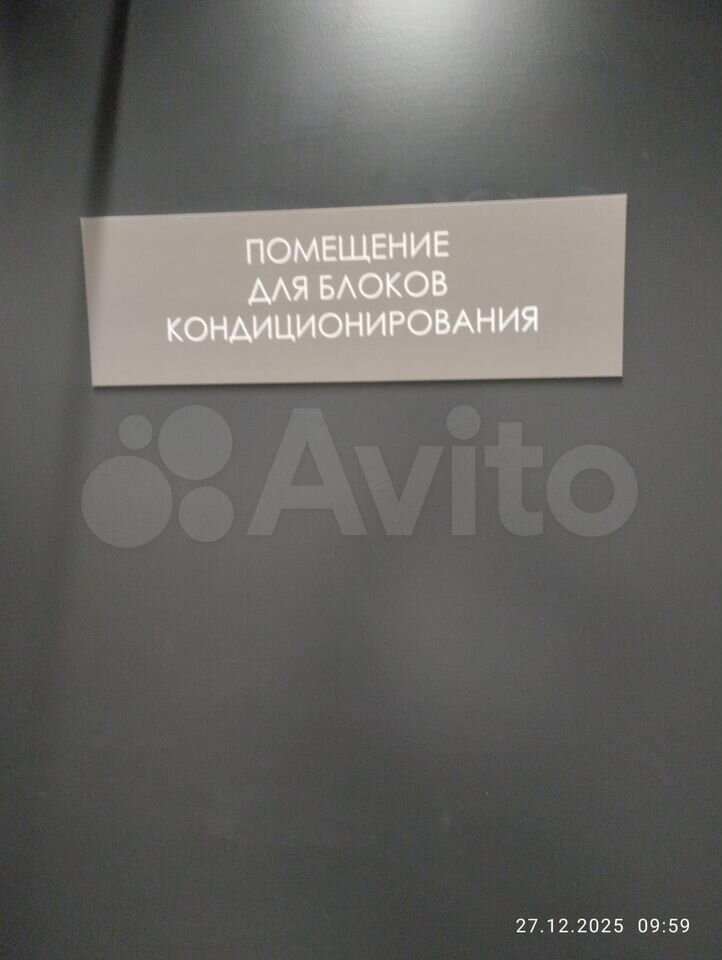 ПОМЕЩЕНИЕ
ДЛЯ БЛОКОВ
КОНДИЦИОНИРОВАНИЯ
Avito
27.12.2025 09:59